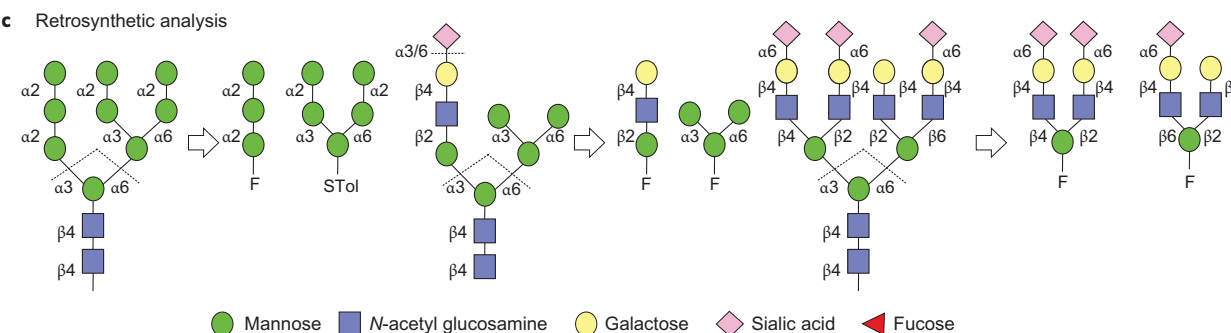 c Retrosynthetic analysis
α2 α2 α2
α2 α3 α6
α3 α6
β4
β4
α2
α2
F
α2 α2
α3 α6
STol
α3/6
β4
β2
α3 α6
α3 α6
β4
β4
β4
β2
F
α3 α6
F
α6 α6 α6
β4 β4 β4 β4
β4 β2 β2 β6
α3 α6
β4
β4
α6 α6
β4 β4
β4 β2
F
α6
β4
β6 β2
F
Mannose N-acetyl glucosamine Galactose Sialic acid Fucose